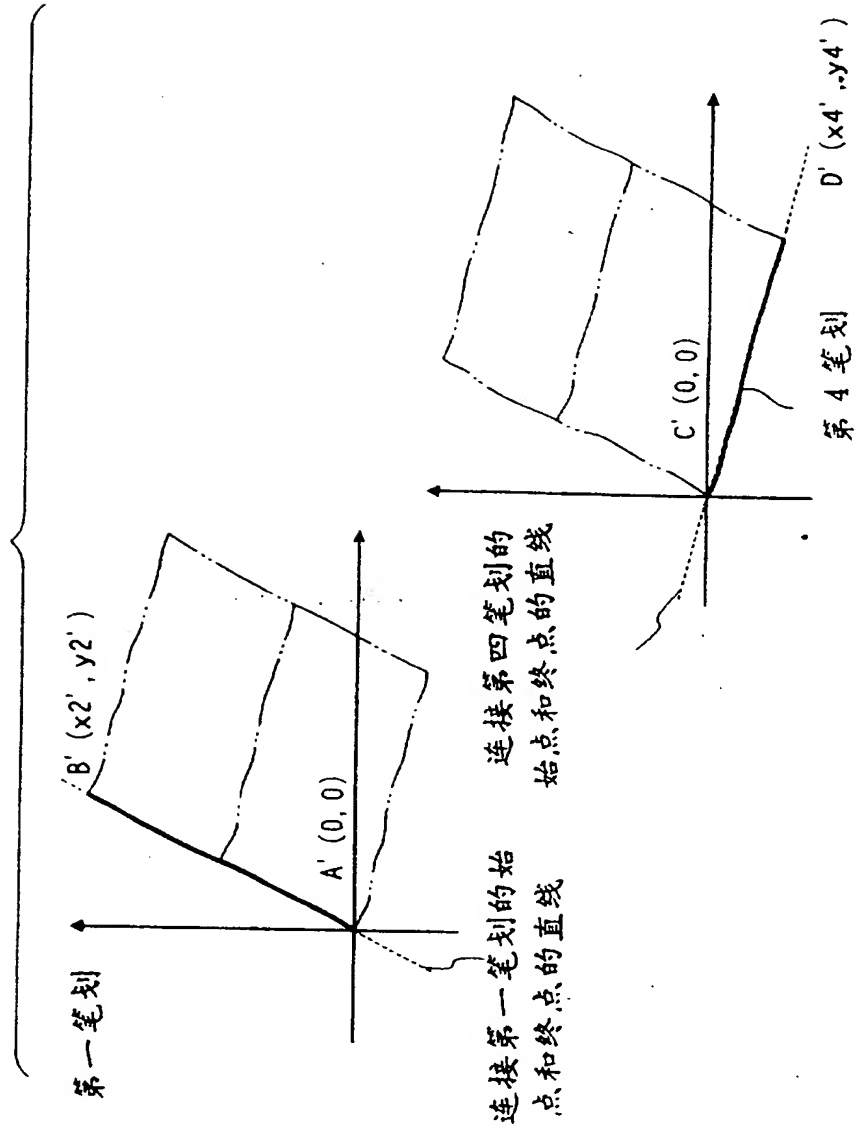 第一笔划
B' (x2' , y2' )
A' (0, 0)
连接第一笔划的始
点和终点的直线
连接第四笔划的
始点和终点的直线
C' (0, 0)
第 4 笔划
D' (x4' ,,y4' )